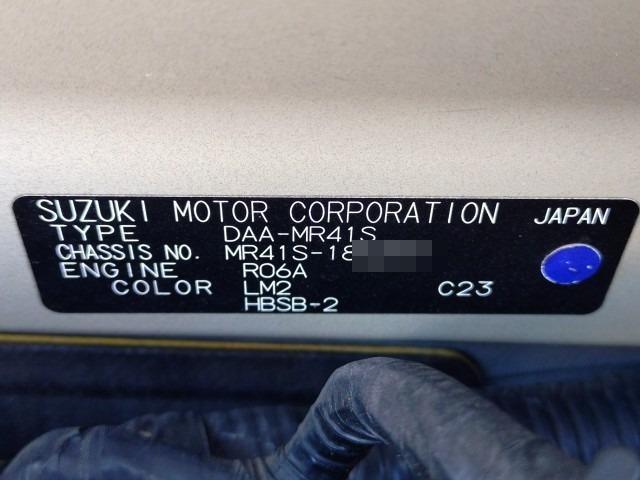 SUZUKI MOTOR CORPORATION JAPAN
TYPE DAA-MR41S
CHASSIS NO. MR41S-18
ENGINE R06A
COLOR LM2 C23
HBSB-2